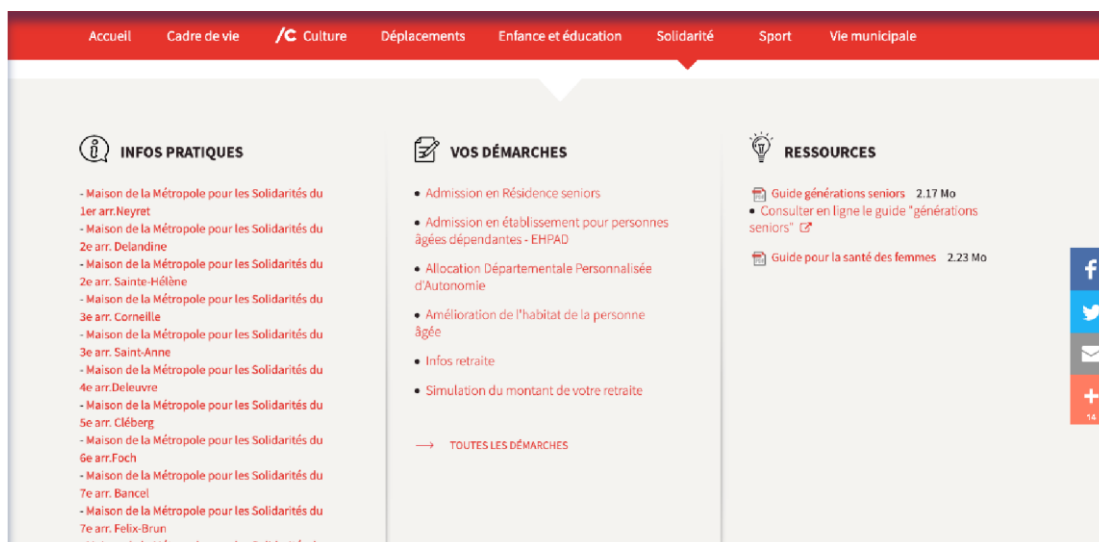 Accueil Cadre de vie /C Culture Déplacements Enfance et éducation Solidarité Sport Vie municipale
INFOS PRATIQUES
- Maison de la Métropole pour les Solidarités du
1er arr.Neyret
- Maison de la Métropole pour les Solidarités du
2e arr. Delandine
- Maison de la Métropole pour les Solidarités du
2e arr. Sainte-Hélène
- Maison de la Métropole pour les Solidarités du
3e arr. Corneille
- Maison de la Métropole pour les Solidarités du
3e arr. Saint-Anne
- Maison de la Métropole pour les Solidarités du
4e arr.Deleuvre
- Maison de la Métropole pour les Solidarités du
5e arr. Cléberg
- Maison de la Métropole pour les Solidarités du
6e arr.Foch
- Maison de la Métropole pour les Solidarités du
7e arr. Bancel
- Maison de la Métropole pour les Solidarités du
7e arr. Felix-Brun
VOS DÉMARCHES
• Admission en Résidence seniors
• Admission en établissement pour personnes
âgées dépendantes - EHPAD
• Allocation Départementale Personnalisée
d'Autonomie
• Amélioration de l'habitat de la personne
âgée
• Infos retraite
• Simulation du montant de votre retraite
→ TOUTES LES DÉMARCHES
RESSOURCES
Guide générations seniors 2.17 Mo
• Consulter en ligne le guide "générations
seniors"
Guide pour la santé des femmes 2.23 Mo
14